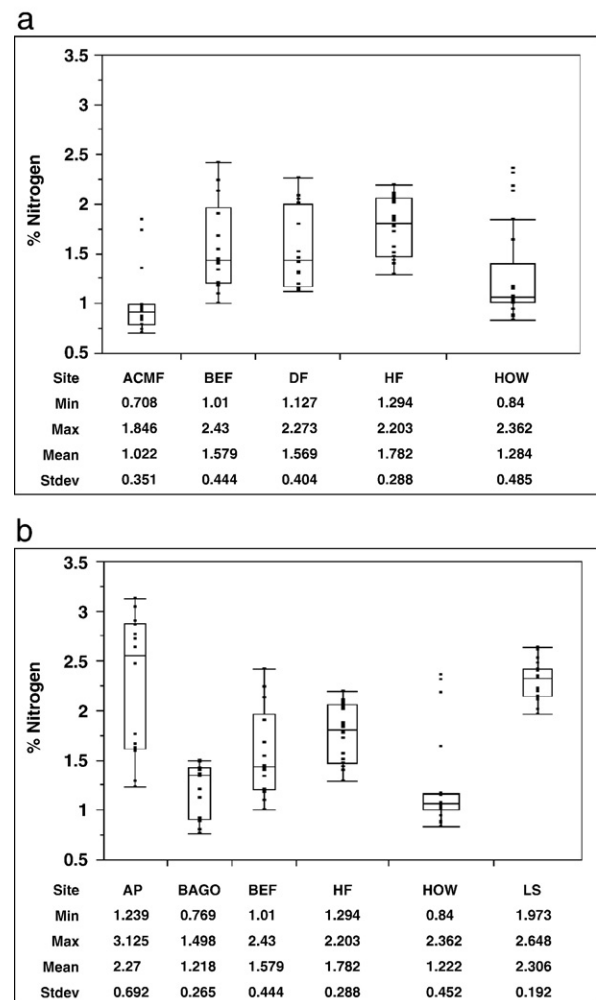 a
3.5
3
2.5
2
1.5
1
0.5
% Nitrogen
Site ACMF BEF DF HF HOW
Min 0.708 1.01 1.127 1.294 0.84
Max 1.846 2.43 2.273 2.203 2.362
Mean 1.022 1.579 1.569 1.782 1.284
Stdev 0.351 0.444 0.404 0.288 0.485
b
3.5
3
2.5
2
1.5
1
0.5
% Nitrogen
Site AP BAGO BEF HF HOW LS
Min 1.239 0.769 1.01 1.294 0.84 1.973
Max 3.125 1.498 2.43 2.203 2.362 2.648
Mean 2.27 1.218 1.579 1.782 1.222 2.306
Stdev 0.692 0.265 0.444 0.288 0.452 0.192